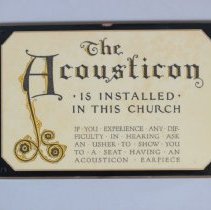 The
Acousticon
· IS INSTALLED ·
IN THIS CHURCH
IF · YOU · EXPERIENCE · ANY · DIF-
FICULTY · IN · HEARING · ASK
AN · USHER · TO · SHOW · YOU
TO · A · SEAT · HAVING · AN
ACOUSTICON · EARPIECE